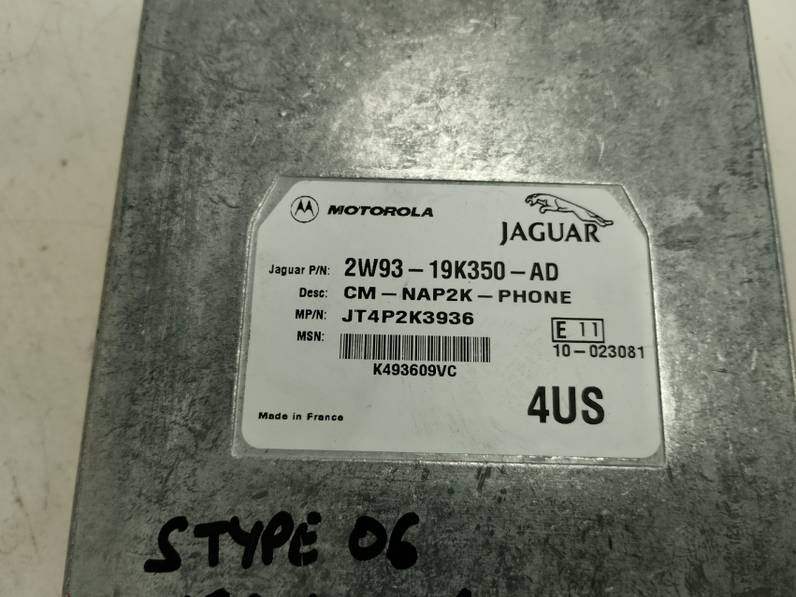 MOTOROLA
JAGUAR
Jaguar P/N: 2W93-19K350-AD
Desc: CM-NAP2K-PHONE
MP/N: JT4P2K3936
MSN:
K493609VC
E 11
10-023081
4US
Made in France
STYPE 06